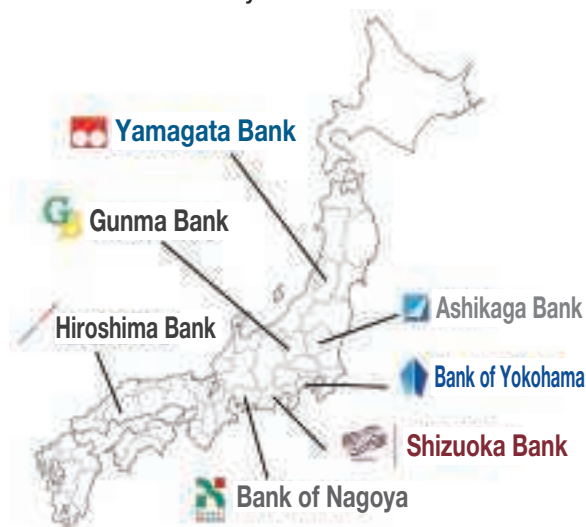 Yamagata Bank
Gunma Bank
Ashikaga Bank
Hiroshima Bank
Bank of Yokohama
Shizuoka Bank
Bank of Nagoya